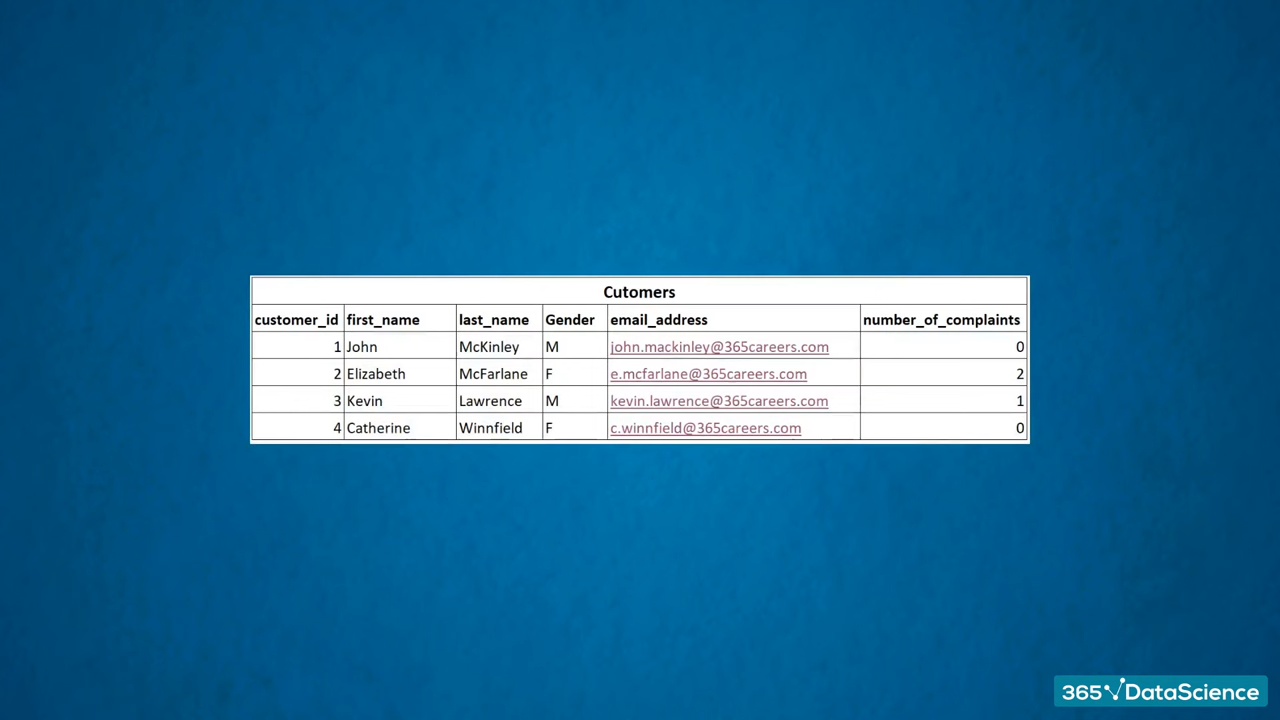 Cutomers
customer_id first_name last_name Gender email_address number_of_complaints
1 John McKinley M john.mackinley@365careers.com 0
2 Elizabeth McFarlane F e.mcfarlane@365careers.com 2
3 Kevin Lawrence M kevin.lawrence@365careers.com 1
4 Catherine Winnfield F c.winnfield@365careers.com 0
365 DataScience